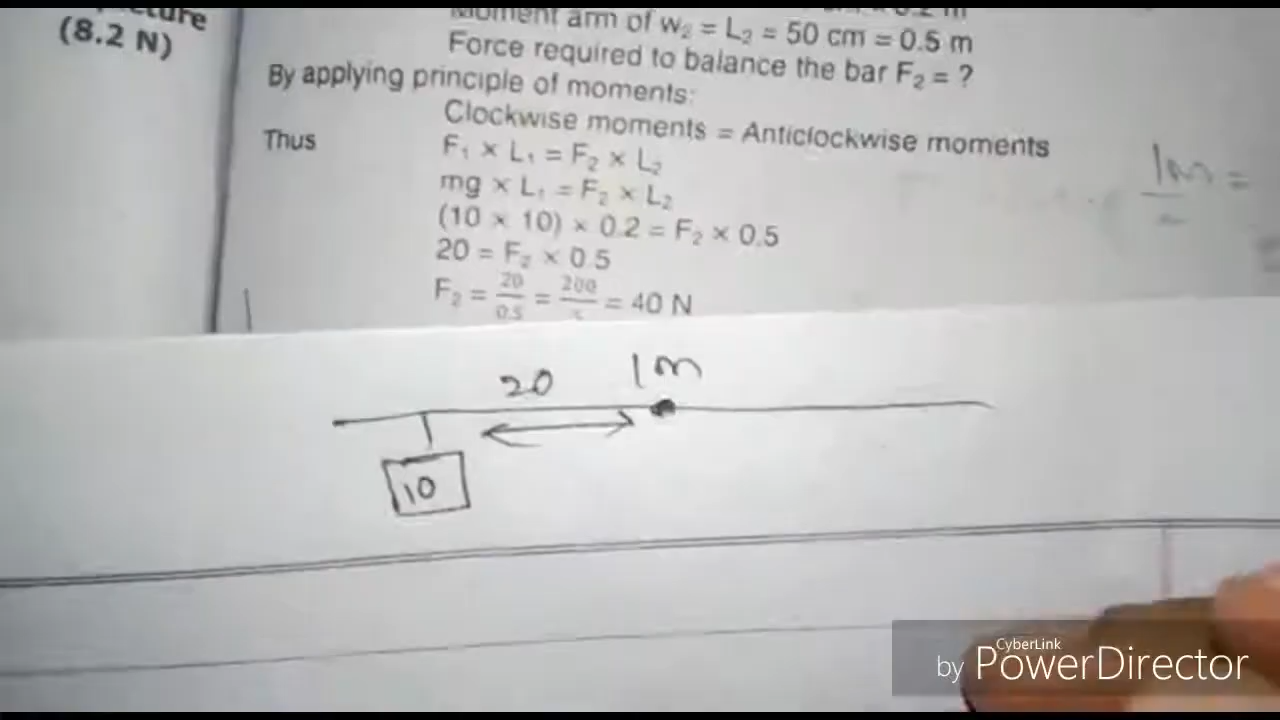 (8.2 N)
Moment arm of w₂ = L₂ = 50 cm = 0.5 m
Force required to balance the bar F₂ = ?
By applying principle of moments:
Clockwise moments = Anticlockwise moments
Thus
F₁ × L₁ = F₂ × L₂
mg × L₁ = F₂ × L₂
(10 × 10) × 0.2 = F₂ × 0.5
20 = F₂ × 0.5
F₂ = 20/0.5 = 200/5 = 40 N
1m =
20
1m
10
CyberLink
by PowerDirector